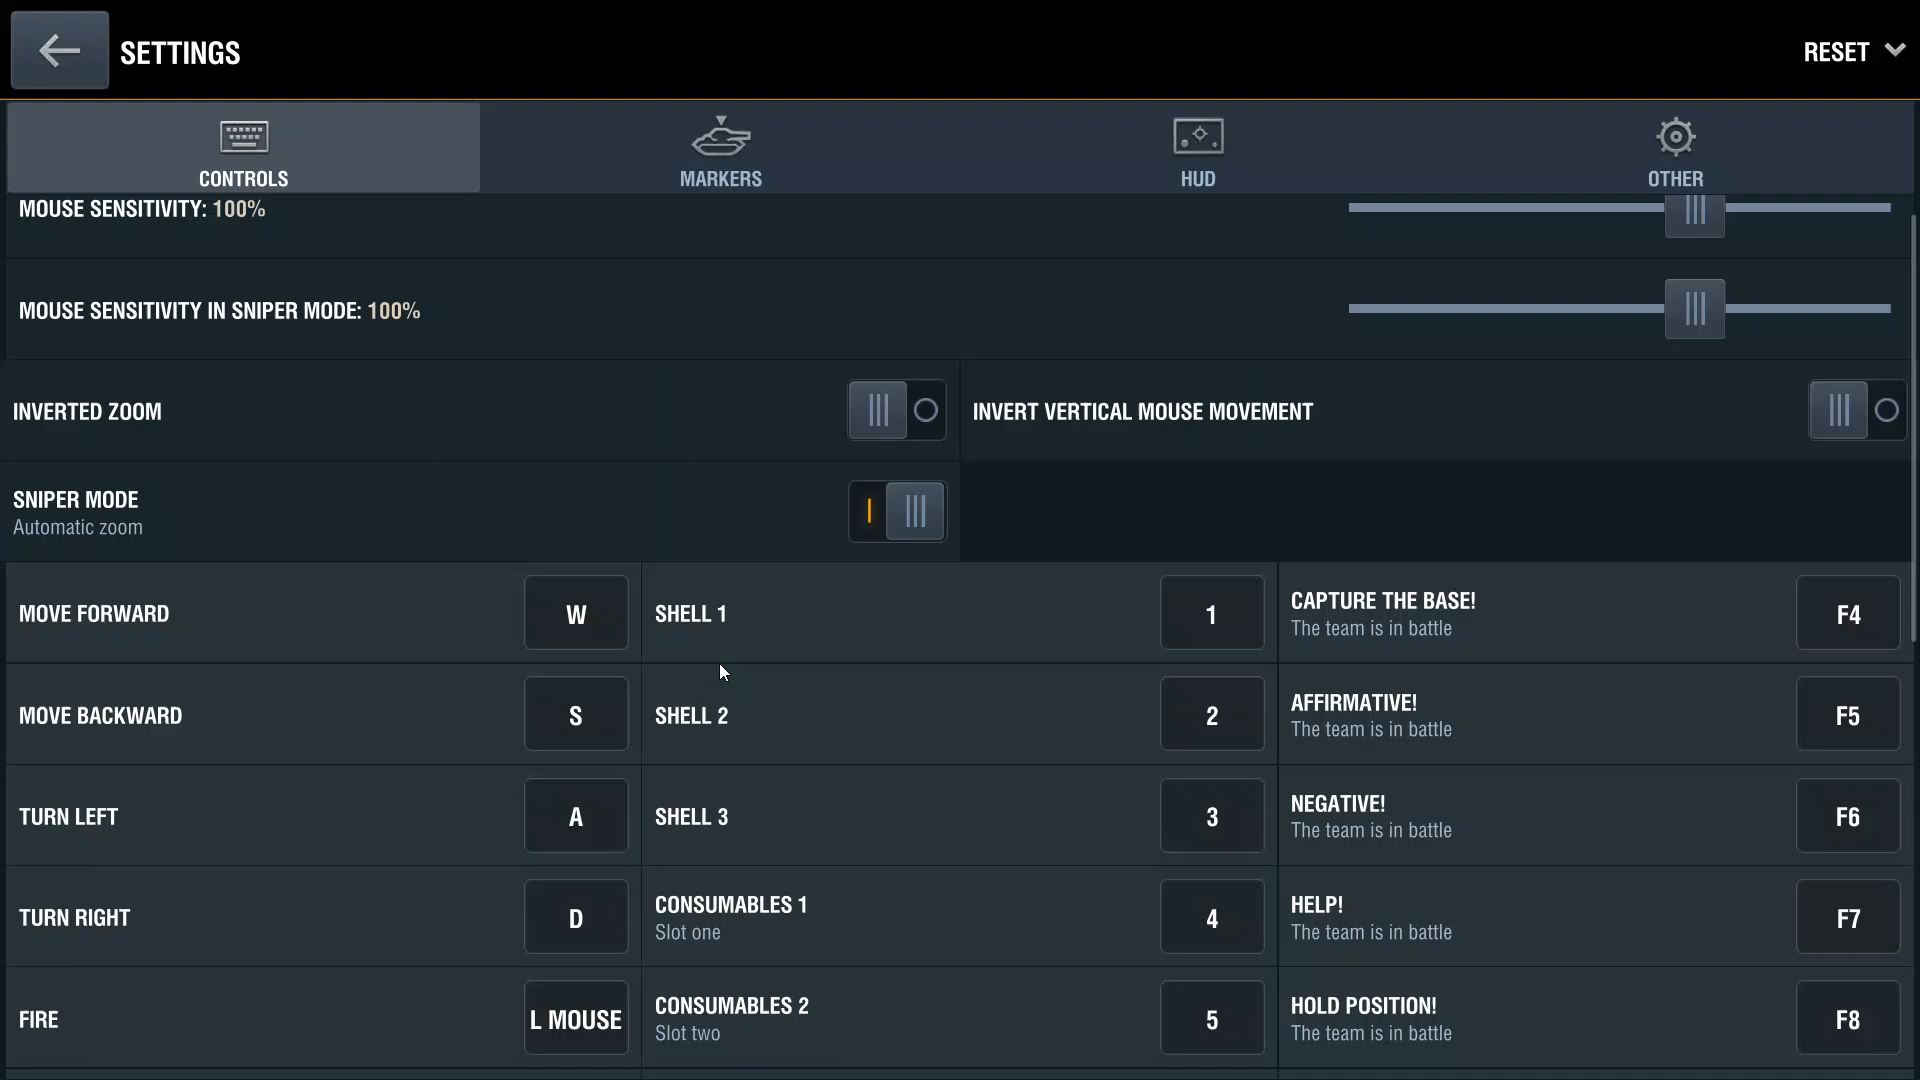 SETTINGS
RESET
CONTROLS
MARKERS
HUD
OTHER
MOUSE SENSITIVITY: 100%
MOUSE SENSITIVITY IN SNIPER MODE: 100%
INVERTED ZOOM
INVERT VERTICAL MOUSE MOVEMENT
SNIPER MODE
Automatic zoom
MOVE FORWARD
W
SHELL 1
1
CAPTURE THE BASE!
The team is in battle
F4
MOVE BACKWARD
S
SHELL 2
2
AFFIRMATIVE!
The team is in battle
F5
TURN LEFT
A
SHELL 3
3
NEGATIVE!
The team is in battle
F6
TURN RIGHT
D
CONSUMABLES 1
Slot one
4
HELP!
The team is in battle
F7
FIRE
L MOUSE
CONSUMABLES 2
Slot two
5
HOLD POSITION!
The team is in battle
F8